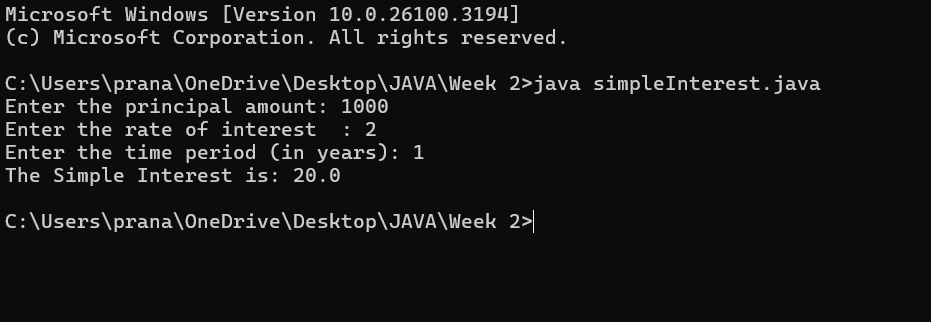 Microsoft Windows [Version 10.0.26100.3194]
(c) Microsoft Corporation. All rights reserved.
C:\Users\prana\OneDrive\Desktop\JAVA\Week 2>java simpleInterest.java
Enter the principal amount: 1000
Enter the rate of interest  : 2
Enter the time period (in years): 1
The Simple Interest is: 20.0
C:\Users\prana\OneDrive\Desktop\JAVA\Week 2>